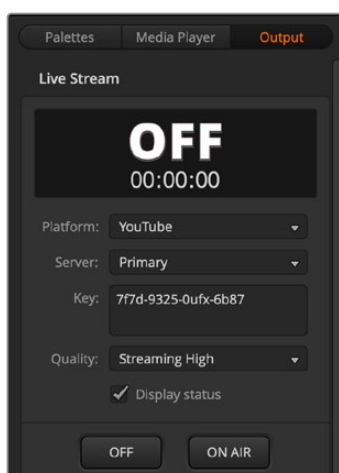 Palettes Media Player Output
Live Stream
OFF
00:00:00
Platform: YouTube
Server: Primary
Key: 7f7d-9325-0ufx-6b87
Quality: Streaming High
Display status
OFF ON AIR